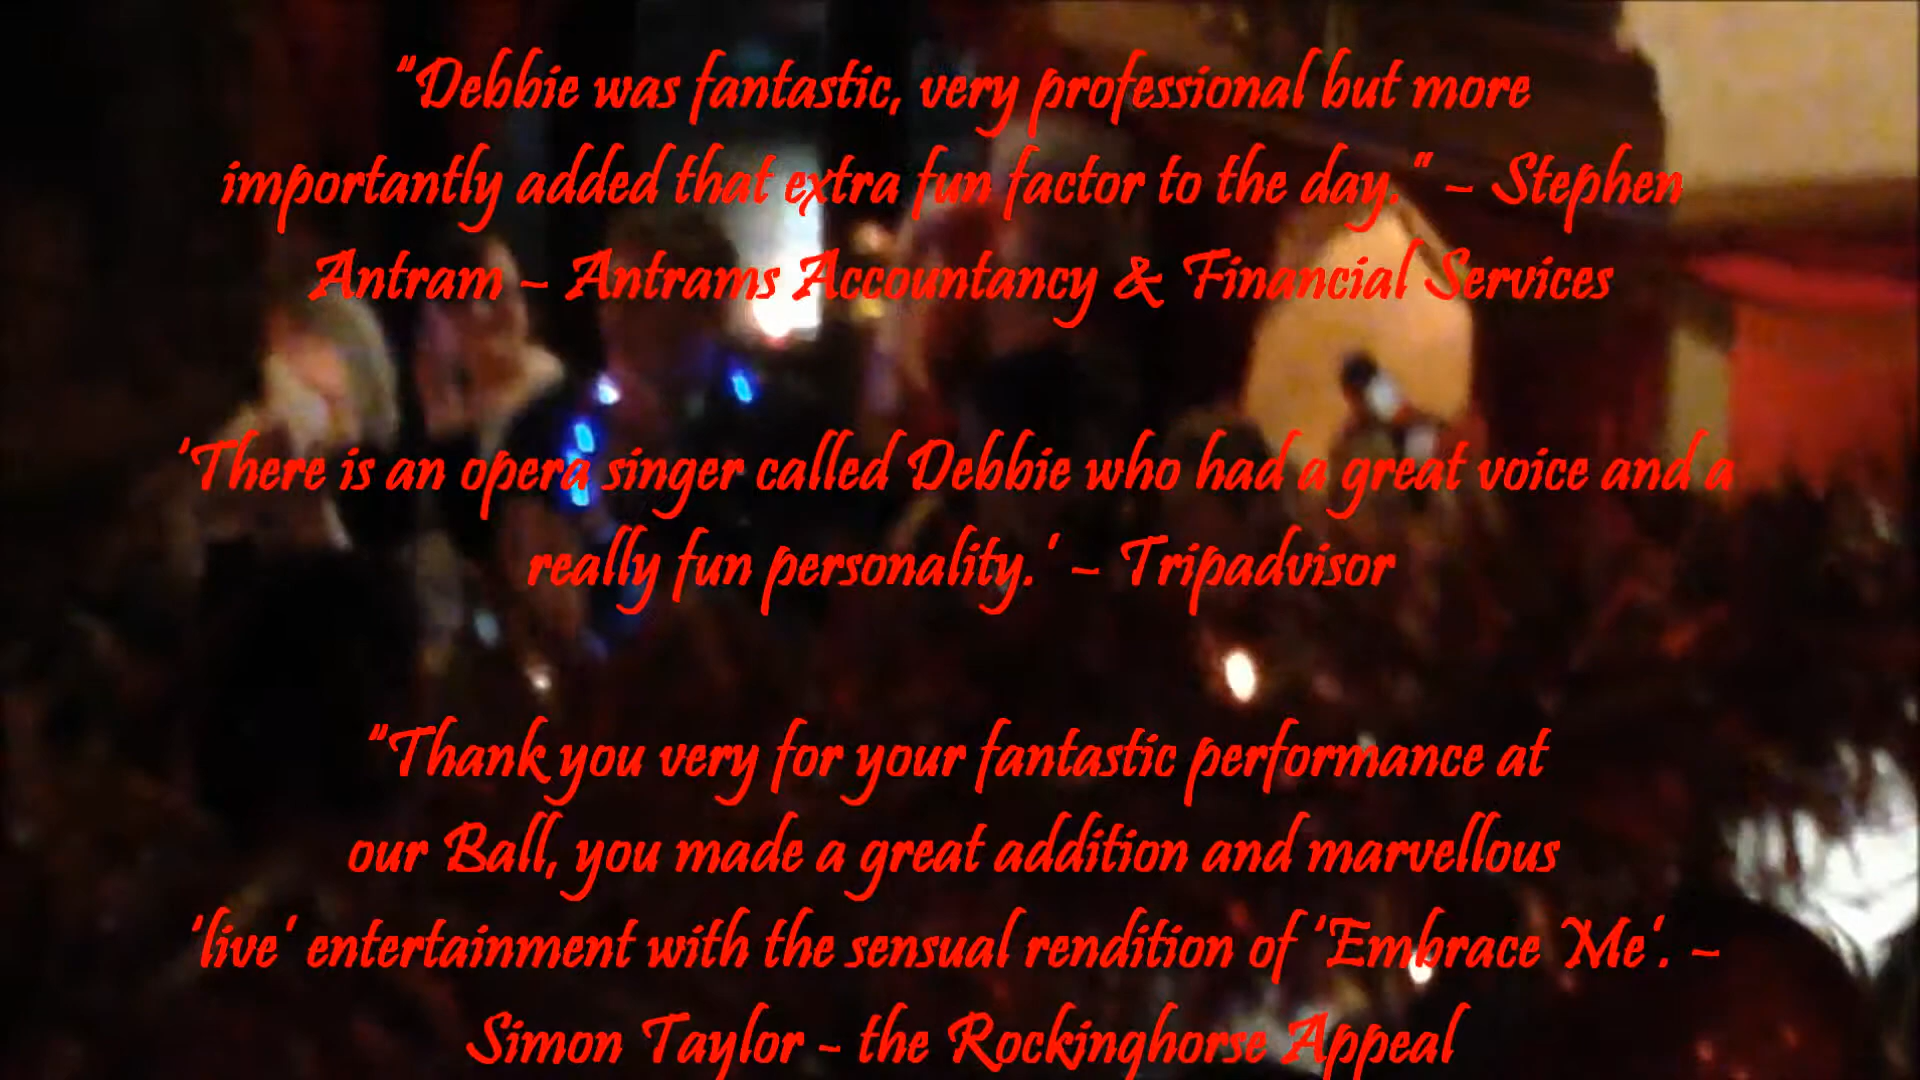 "Debbie was fantastic, very professional but more
importantly added that extra fun factor to the day." – Stephen
Antram – Antrams Accountancy & Financial Services
'There is an opera singer called Debbie who had a great voice and a
really fun personality.' – Tripadvisor
"Thank you very for your fantastic performance at
our Ball, you made a great addition and marvellous
'live' entertainment with the sensual rendition of 'Embrace Me'. –
Simon Taylor - the Rockinghorse Appeal